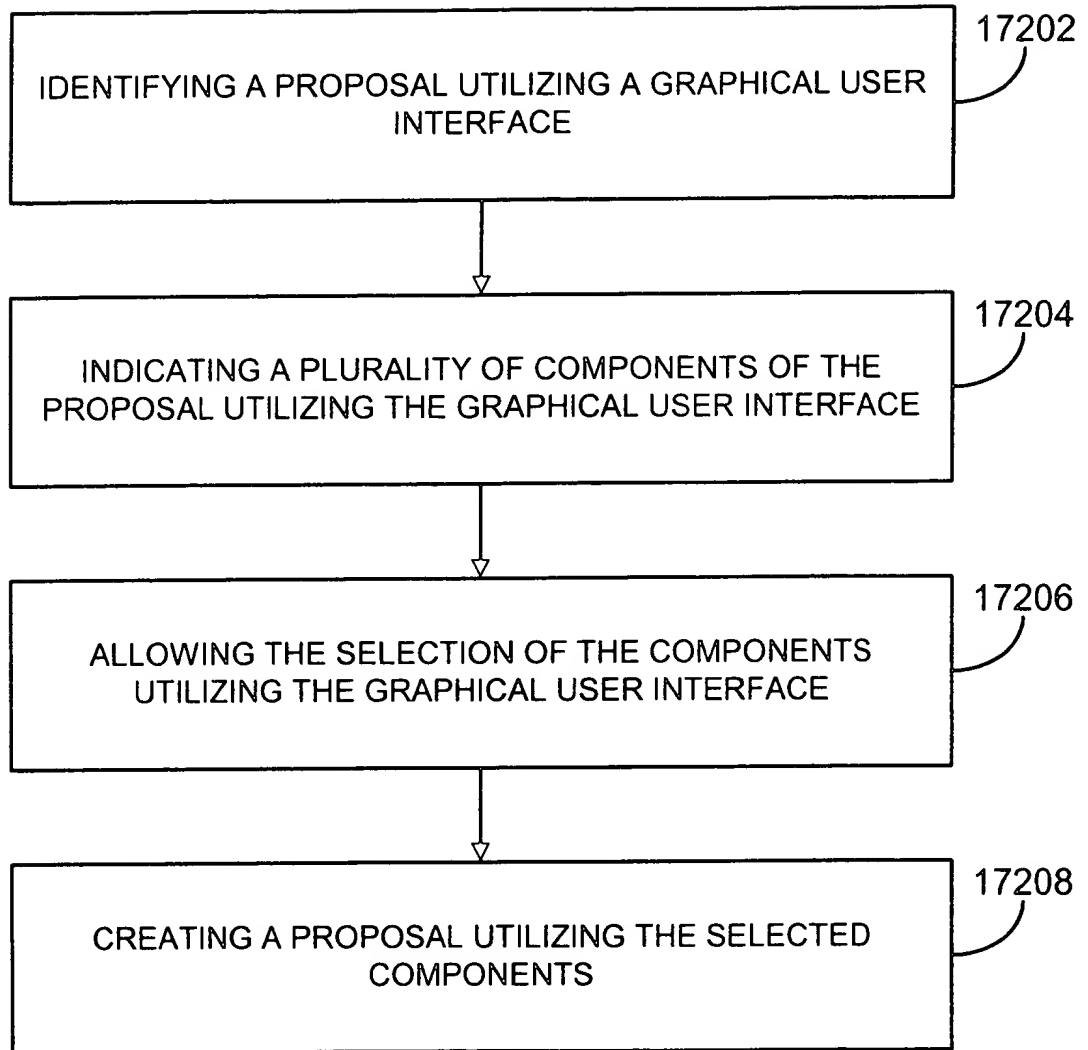 17202
IDENTIFYING A PROPOSAL UTILIZING A GRAPHICAL USER
INTERFACE
17204
INDICATING A PLURALITY OF COMPONENTS OF THE
PROPOSAL UTILIZING THE GRAPHICAL USER INTERFACE
17206
ALLOWING THE SELECTION OF THE COMPONENTS
UTILIZING THE GRAPHICAL USER INTERFACE
17208
CREATING A PROPOSAL UTILIZING THE SELECTED
COMPONENTS